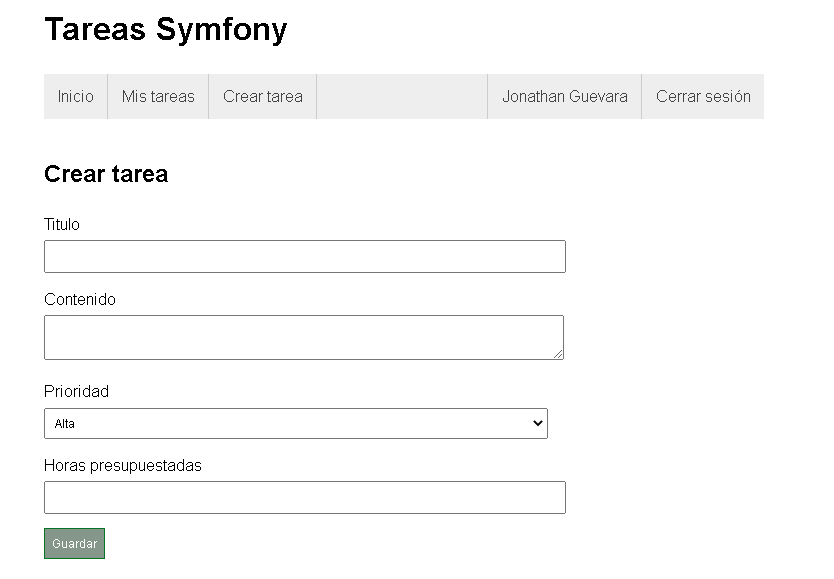 Tareas Symfony
Inicio Mis tareas Crear tarea Jonathan Guevara Cerrar sesión
Crear tarea
Titulo
Contenido
Prioridad
Alta
Horas presupuestadas
Guardar